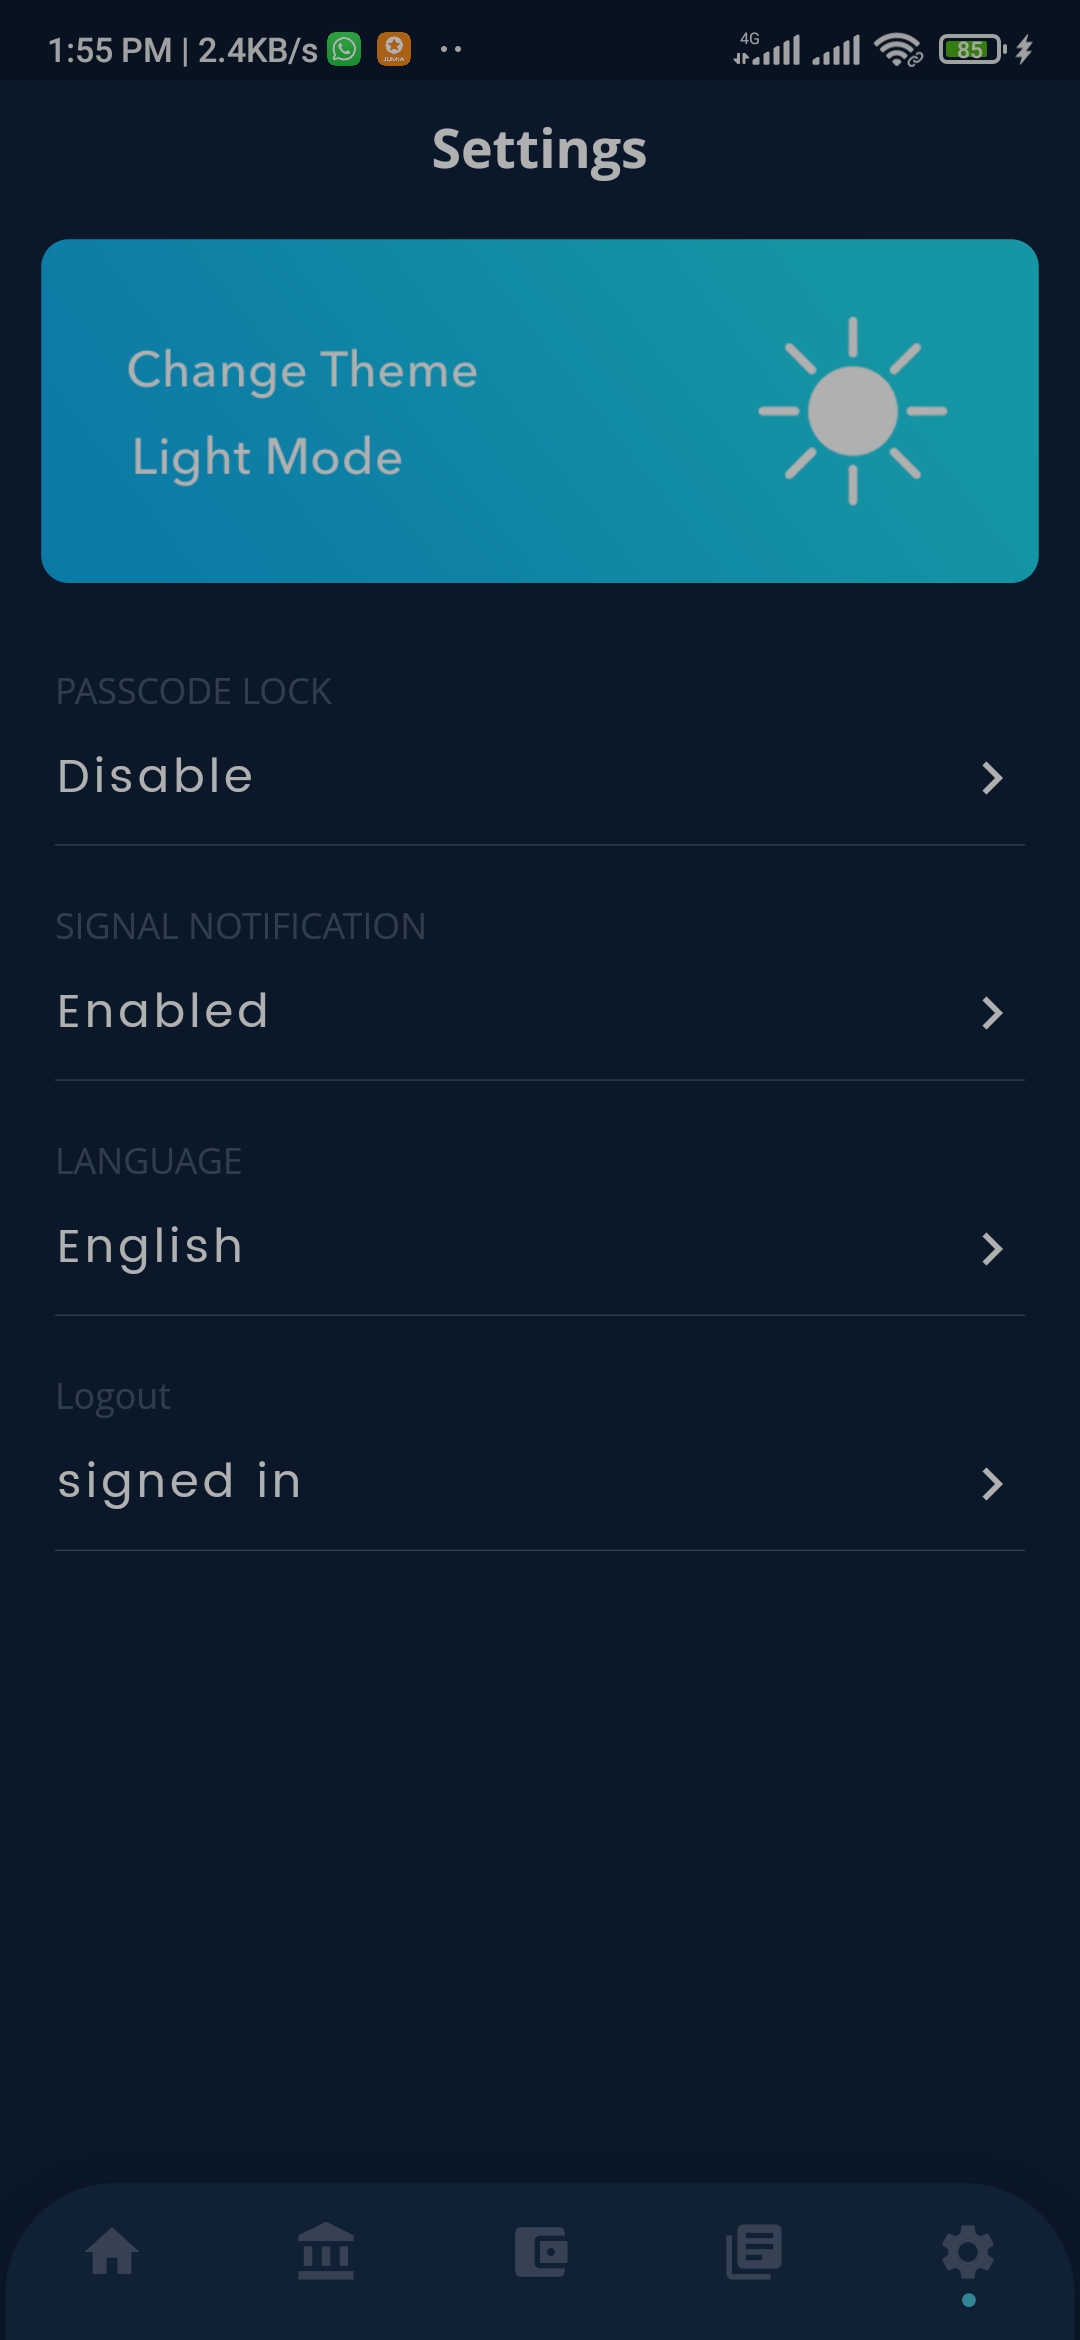 1:55 PM | 2.4KB/s JUMIA 4G 85
Settings
Change Theme
Light Mode
PASSCODE LOCK
Disable
SIGNAL NOTIFICATION
Enabled
LANGUAGE
English
Logout
signed in